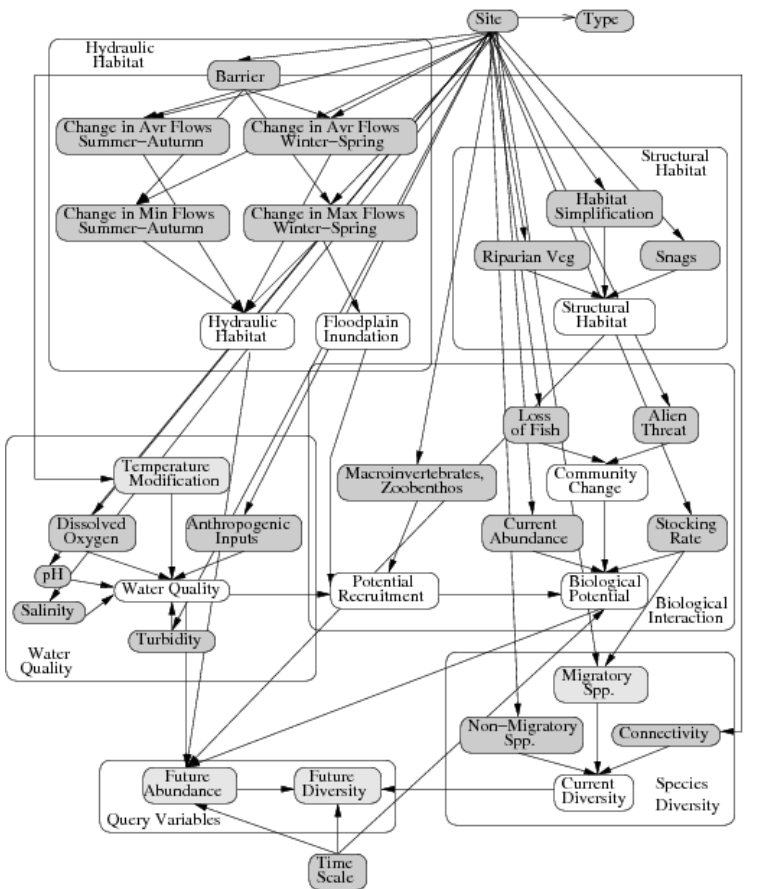 Site
Type
Hydraulic
Habitat
Barrier
Change in Avr Flows
Summer−Autumn
Change in Avr Flows
Winter−Spring
Structural
Habitat
Habitat
Simplification
Change in Min Flows
Summer−Autumn
Change in Max Flows
Winter−Spring
Riparian Veg
Snags
Hydraulic
Habitat
Floodplain
Inundation
Structural
Habitat
Loss
of Fish
Alien
Threat
Temperature
Modification
Macroinvertebrates,
Zoobenthos
Community
Change
Dissolved
Oxygen
Anthropogenic
Inputs
Current
Abundance
Stocking
Rate
pH
Water Quality
Potential
Recruitment
Biological
Potential
Salinity
Biological
Interaction
Turbidity
Water
Quality
Migratory
Spp.
Non−Migratory
Spp.
Connectivity
Future
Abundance
Future
Diversity
Current
Diversity
Species
Diversity
Query Variables
Time
Scale